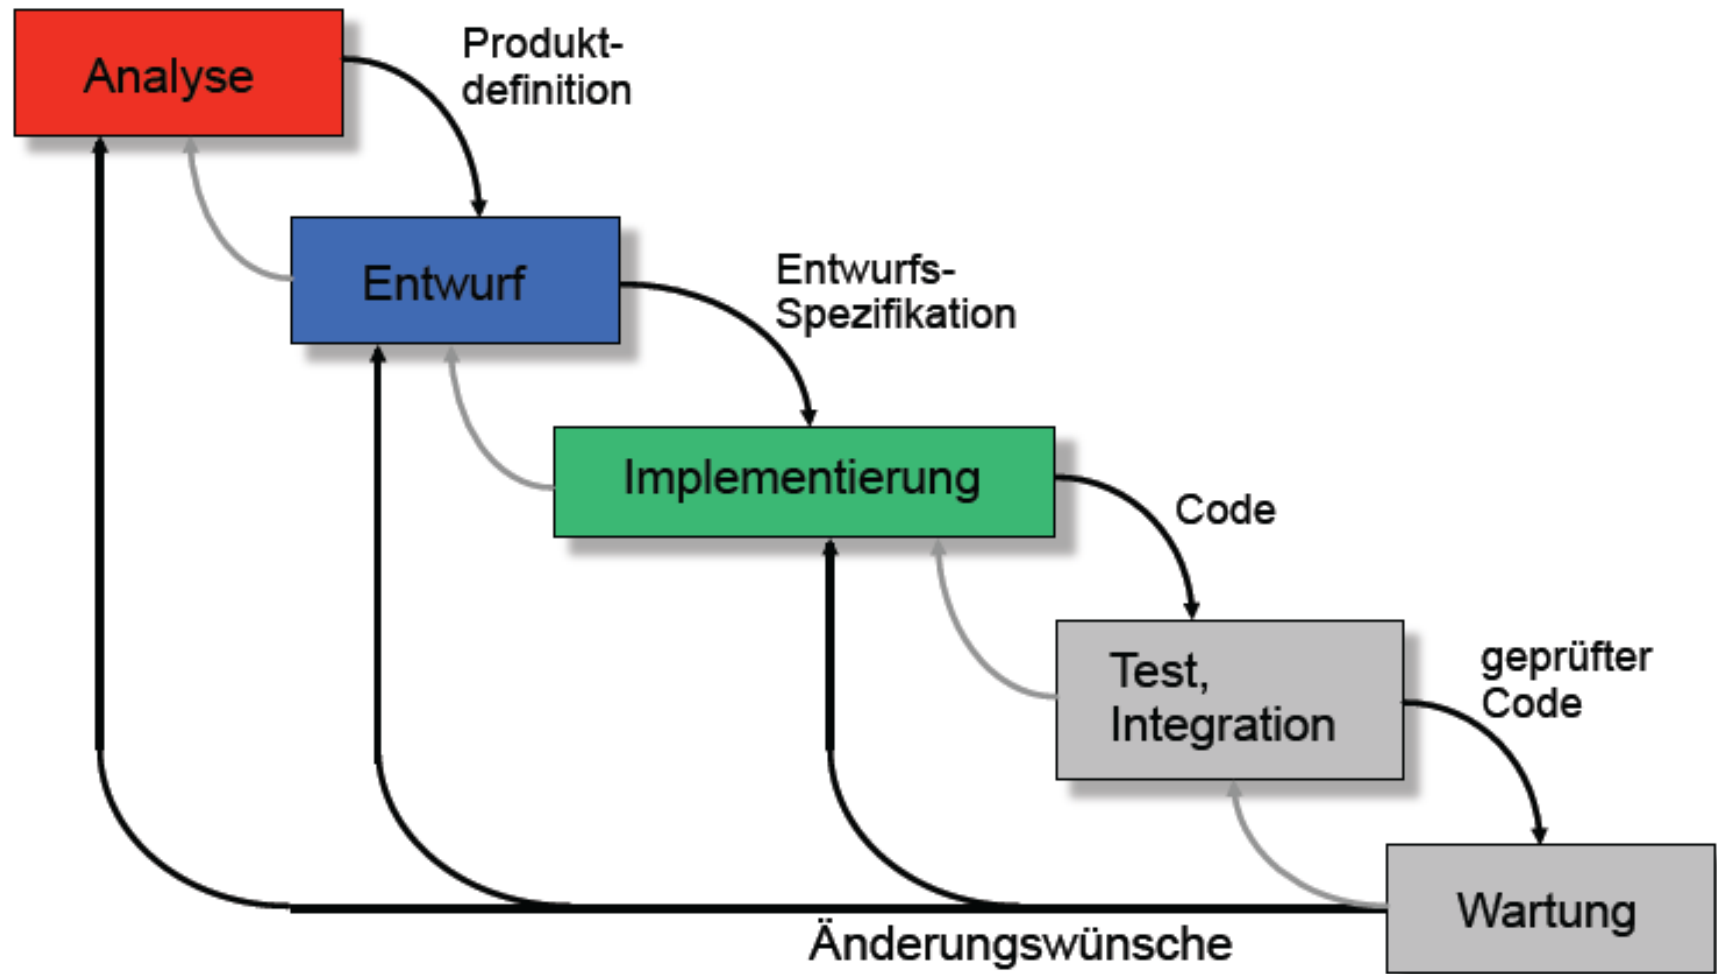 Analyse
Produkt-
definition
Entwurf
Entwurfs-
Spezifikation
Implementierung
Code
Test,
Integration
geprüfter
Code
Wartung
Änderungswünsche